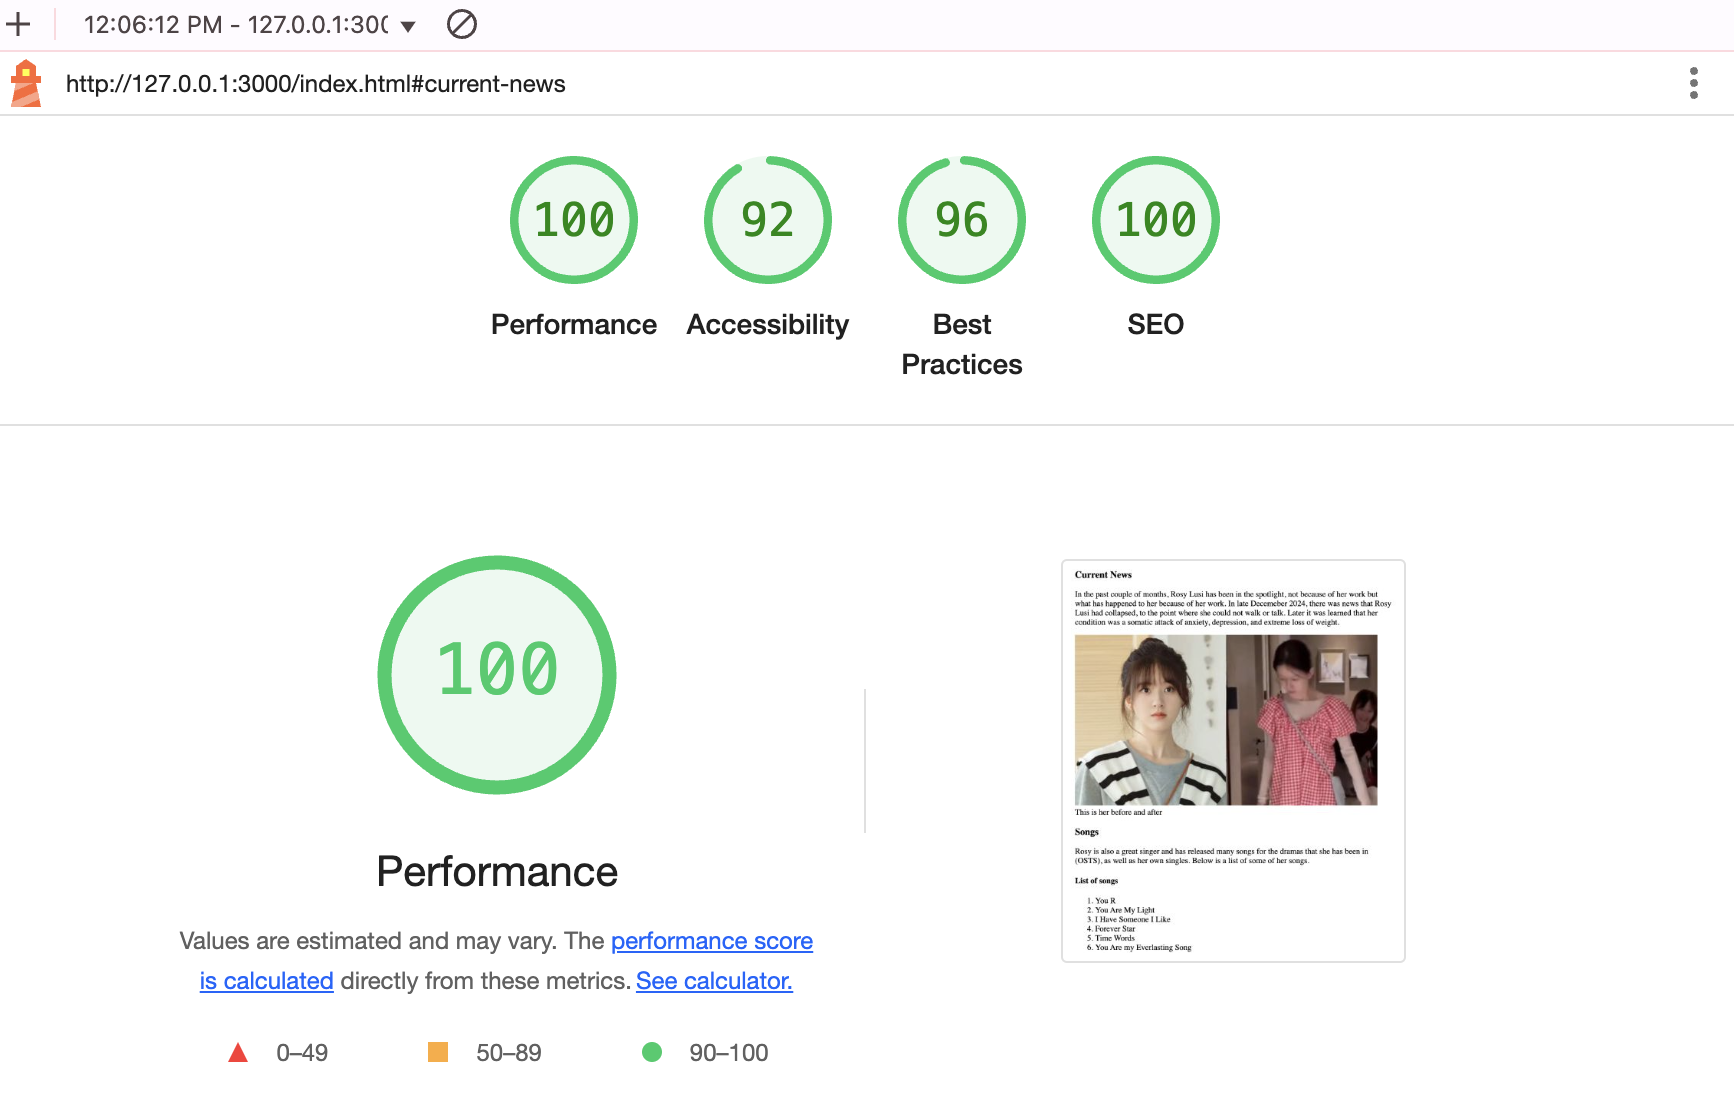 12:06:12 PM - 127.0.0.1:300
http://127.0.0.1:3000/index.html#current-news
100
92
96
100
Performance
Accessibility
Best
Practices
SEO
100
Performance
Values are estimated and may vary. The performance score
is calculated directly from these metrics. See calculator.
0–49
50–89
90–100
Current News
In the past couple of months, Rosy Lusi has been in the spotlight, not because of her work but
what has happened to her because of her work. In late Decemeber 2024, there was news that Rosy
Lusi had collapsed, to the point where she could not walk or talk. Later it was learned that her
condition was a somatic attack of anxiety, depression, and extreme loss of weight.
This is her before and after
Songs
Rosy is also a great singer and has released many songs for the dramas that she has been in
(OSTS), as well as her own singles. Below is a list of some of her songs.
List of songs
1. You R
2. You Are My Light
3. I Have Someone I Like
4. Forever Star
5. Time Words
6. You Are my Everlasting Song